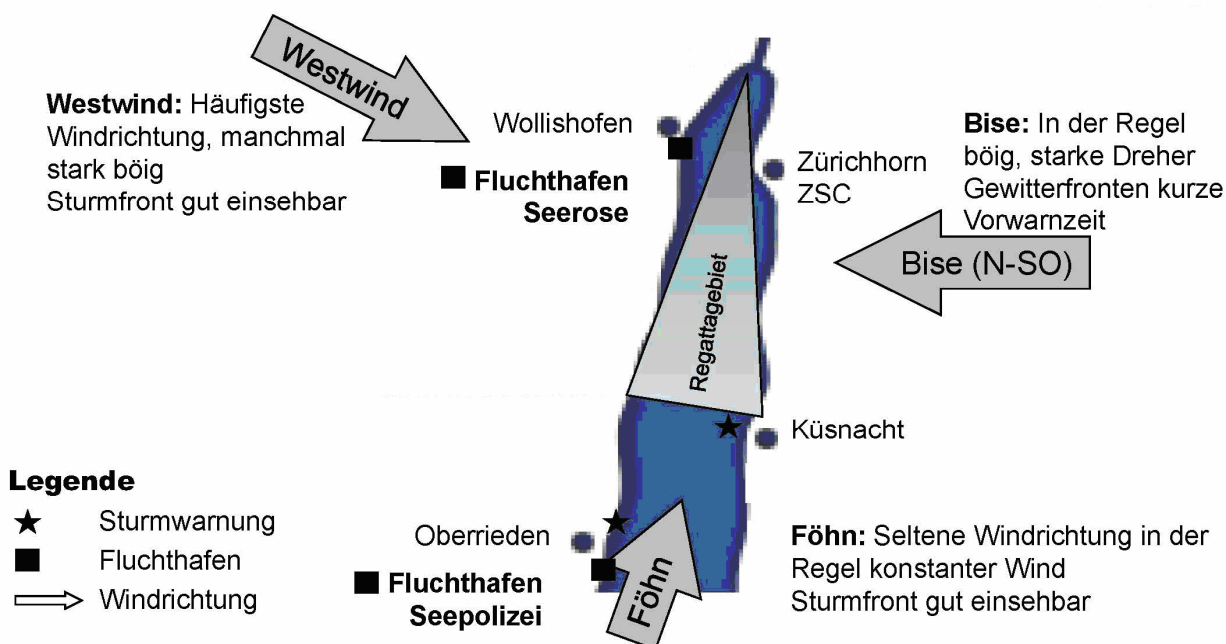 Westwind
Westwind: Häufigste
Windrichtung, manchmal
stark böig
Sturmfront gut einsehbar
Wollishofen
Fluchthafen
Seerose
Zürichhorn
ZSC
Bise: In der Regel
böig, starke Dreher
Gewitterfronten kurze
Vorwarnzeit
Bise (N-SO)
Regattagebiet
Küsnacht
Legende
Sturmwarnung
Fluchthafen
Windrichtung
Oberrieden
Fluchthafen
Seepolizei
Föhn
Föhn: Seltene Windrichtung in der
Regel konstanter Wind
Sturmfront gut einsehbar